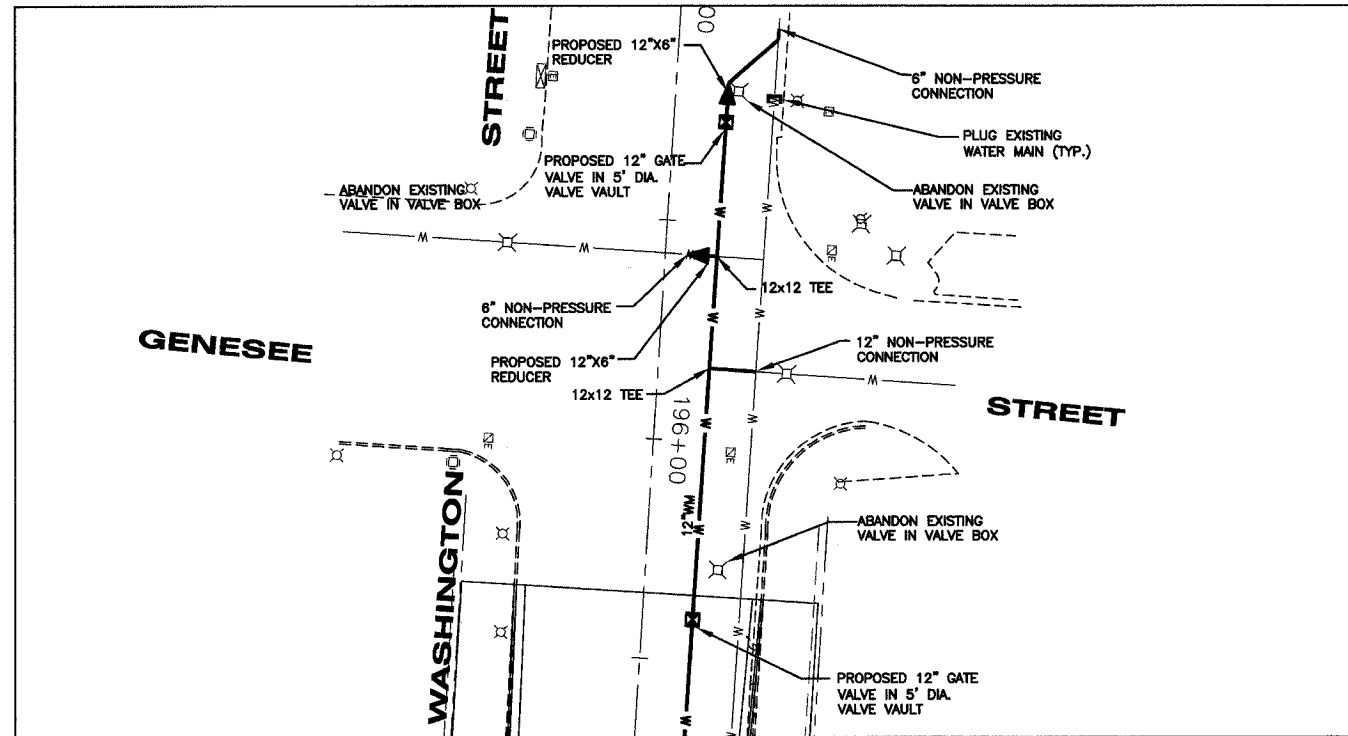 00
STREET
PROPOSED 12"X6"
REDUCER
6" NON-PRESSURE
CONNECTION
PLUG EXISTING
WATER MAIN (TYP.)
PROPOSED 12" GATE
VALVE IN 5' DIA.
VALVE VAULT
ABANDON EXISTING
VALVE IN VALVE BOX
ABANDON EXISTING
VALVE IN VALVE BOX
W
W
W
W
W
E
E
12x12 TEE
6" NON-PRESSURE
CONNECTION
W
W
GENESEE
PROPOSED 12"X6"
REDUCER
12" NON-PRESSURE
CONNECTION
12x12 TEE
W
STREET
196+00
W
W
E
E
12"WM
W
W
WASHINGTON
ABANDON EXISTING
VALVE IN VALVE BOX
W
PROPOSED 12" GATE
VALVE IN 5' DIA.
VALVE VAULT
W
W